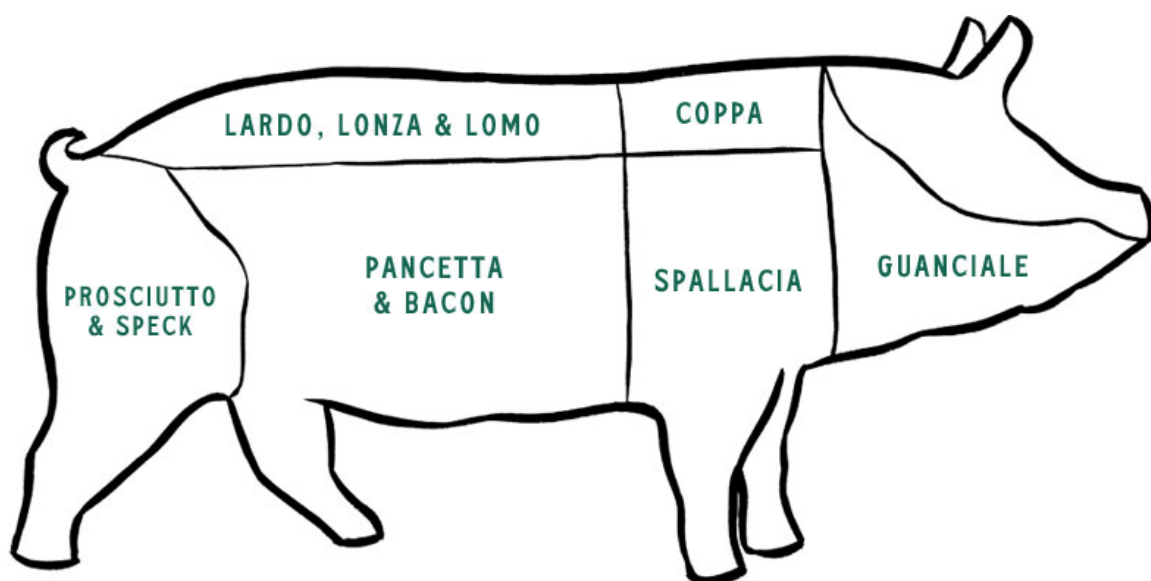 LARDO, LONZA & LOMO
COPPA
PROSCIUTTO
& SPECK
PANCETTA
& BACON
SPALLACIA
GUANCIALE